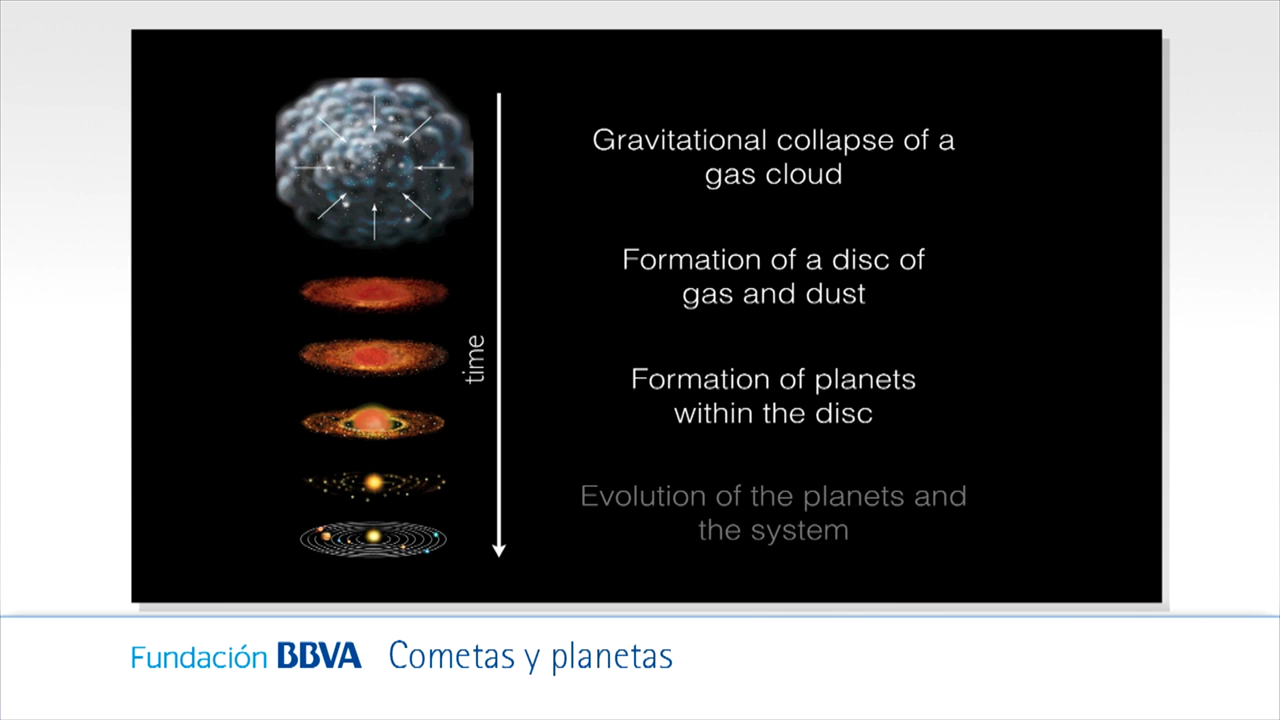 Gravitational collapse of a
gas cloud
Formation of a disc of
gas and dust
time
Formation of planets
within the disc
Evolution of the planets and
the system
Fundación BBVA Cometas y planetas